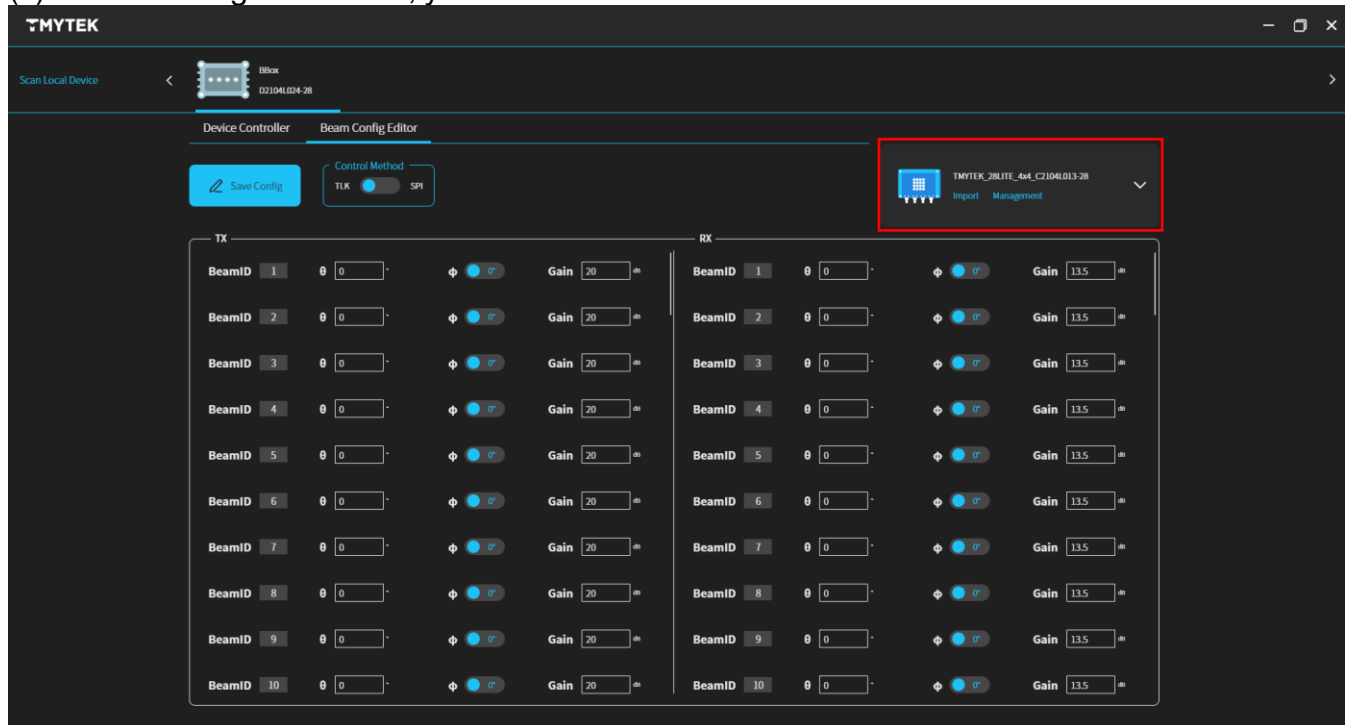 TMYTEK
BBox
Scan Local Device
D2104L024-28
Device Controller Beam Config Editor
Control Method
Save Config TLK SPI
TMYTEK_28LITE_4x4_C2104L013-28
Import Management
TX RX
BeamID 1 θ 0 ° ϕ 0° Gain 20 dB BeamID 1 θ 0 ° ϕ 0° Gain 13.5 dB
BeamID 2 θ 0 ° ϕ 0° Gain 20 dB BeamID 2 θ 0 ° ϕ 0° Gain 13.5 dB
BeamID 3 θ 0 ° ϕ 0° Gain 20 dB BeamID 3 θ 0 ° ϕ 0° Gain 13.5 dB
BeamID 4 θ 0 ° ϕ 0° Gain 20 dB BeamID 4 θ 0 ° ϕ 0° Gain 13.5 dB
BeamID 5 θ 0 ° ϕ 0° Gain 20 dB BeamID 5 θ 0 ° ϕ 0° Gain 13.5 dB
BeamID 6 θ 0 ° ϕ 0° Gain 20 dB BeamID 6 θ 0 ° ϕ 0° Gain 13.5 dB
BeamID 7 θ 0 ° ϕ 0° Gain 20 dB BeamID 7 θ 0 ° ϕ 0° Gain 13.5 dB
BeamID 8 θ 0 ° ϕ 0° Gain 20 dB BeamID 8 θ 0 ° ϕ 0° Gain 13.5 dB
BeamID 9 θ 0 ° ϕ 0° Gain 20 dB BeamID 9 θ 0 ° ϕ 0° Gain 13.5 dB
BeamID 10 θ 0 ° ϕ 0° Gain 20 dB BeamID 10 θ 0 ° ϕ 0° Gain 13.5 dB